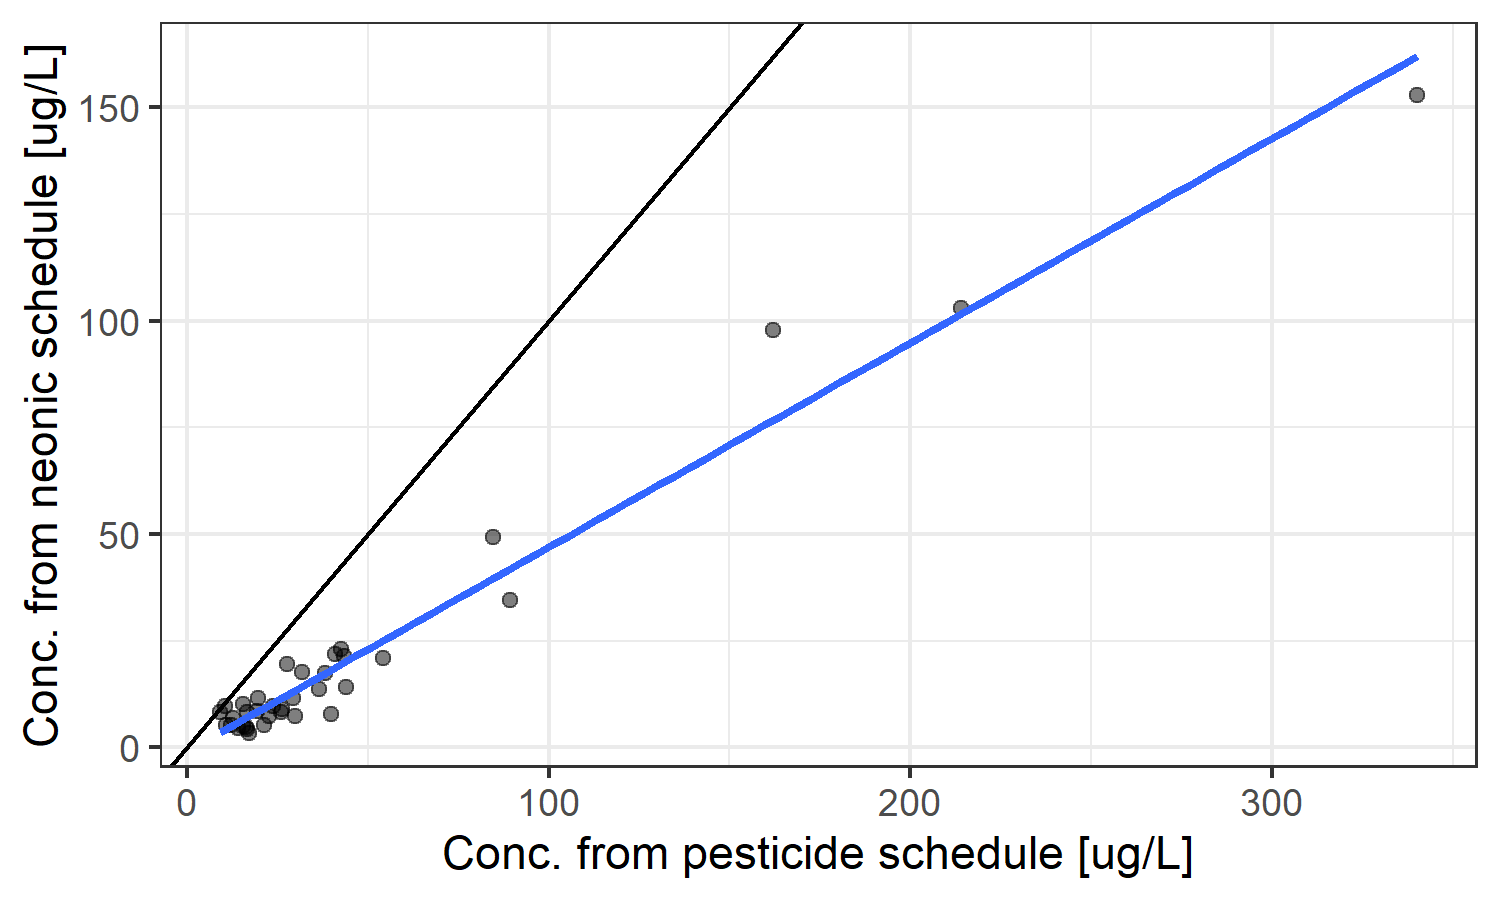 Conc. from neonic schedule [ug/L]
150
100
50
0
0 100 200 300
Conc. from pesticide schedule [ug/L]